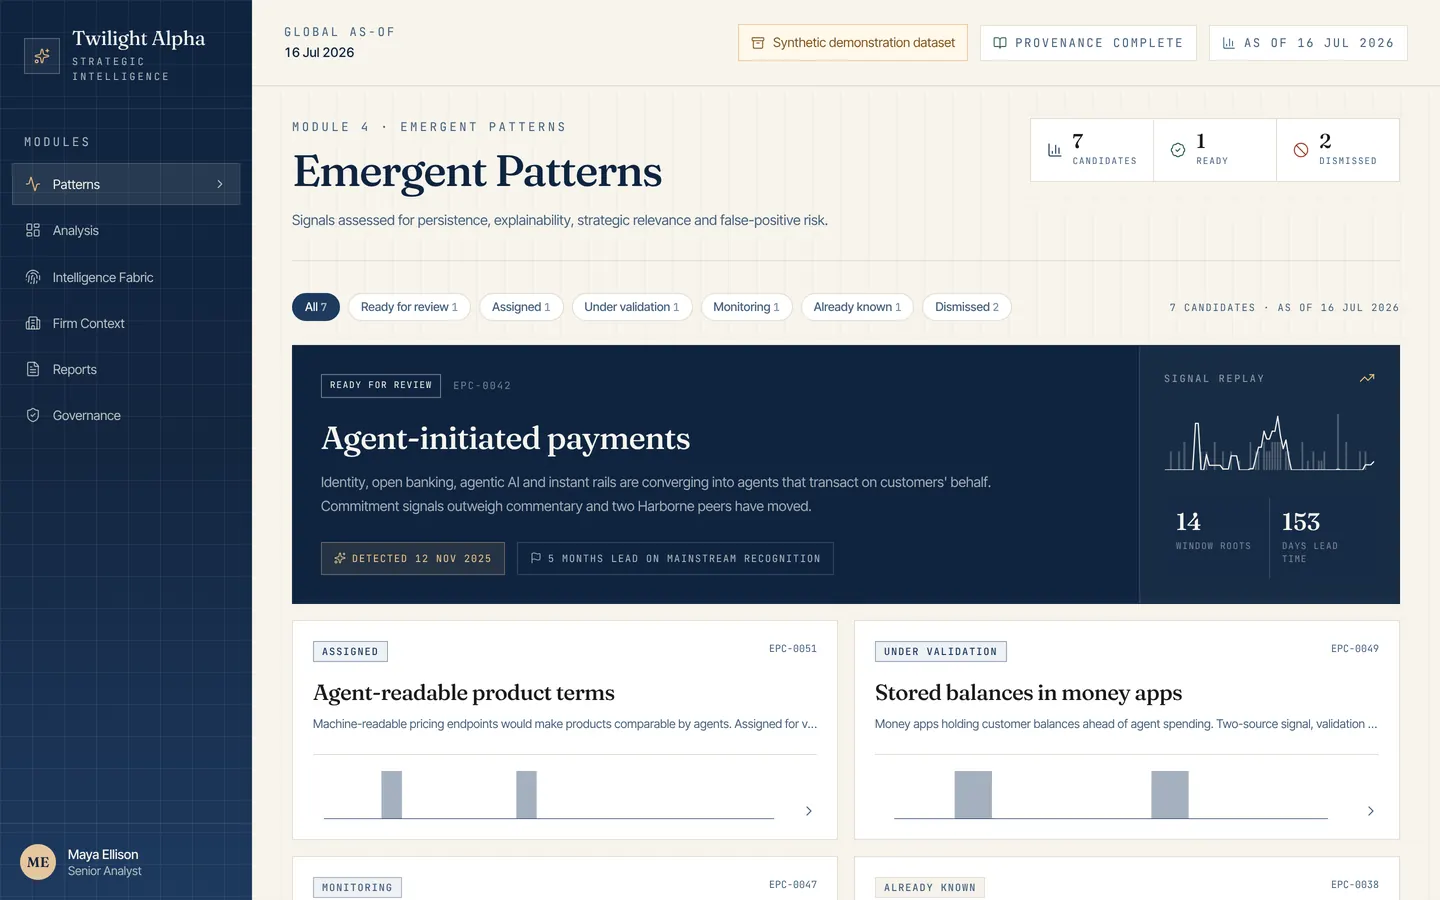 Twilight Alpha
STRATEGIC
INTELLIGENCE
MODULES
Patterns
Analysis
Intelligence Fabric
Firm Context
Reports
Governance
ME
Maya Ellison
Senior Analyst
GLOBAL AS-OF
16 Jul 2026
Synthetic demonstration dataset
PROVENANCE COMPLETE
AS OF 16 JUL 2026
MODULE 4 · EMERGENT PATTERNS
Emergent Patterns
Signals assessed for persistence, explainability, strategic relevance and false-positive risk.
7
CANDIDATES
1
READY
2
DISMISSED
All 7
Ready for review 1
Assigned 1
Under validation 1
Monitoring 1
Already known 1
Dismissed 2
7 CANDIDATES · AS OF 16 JUL 2026
READY FOR REVIEW
EPC-0042
Agent-initiated payments
Identity, open banking, agentic AI and instant rails are converging into agents that transact on customers' behalf.
Commitment signals outweigh commentary and two Harborne peers have moved.
DETECTED 12 NOV 2025
5 MONTHS LEAD ON MAINSTREAM RECOGNITION
SIGNAL REPLAY
14
WINDOW ROOTS
153
DAYS LEAD
TIME
ASSIGNED
EPC-0051
Agent-readable product terms
Machine-readable pricing endpoints would make products comparable by agents. Assigned for v...
UNDER VALIDATION
EPC-0049
Stored balances in money apps
Money apps holding customer balances ahead of agent spending. Two-source signal, validation ...
MONITORING
EPC-0047
ALREADY KNOWN
EPC-0038